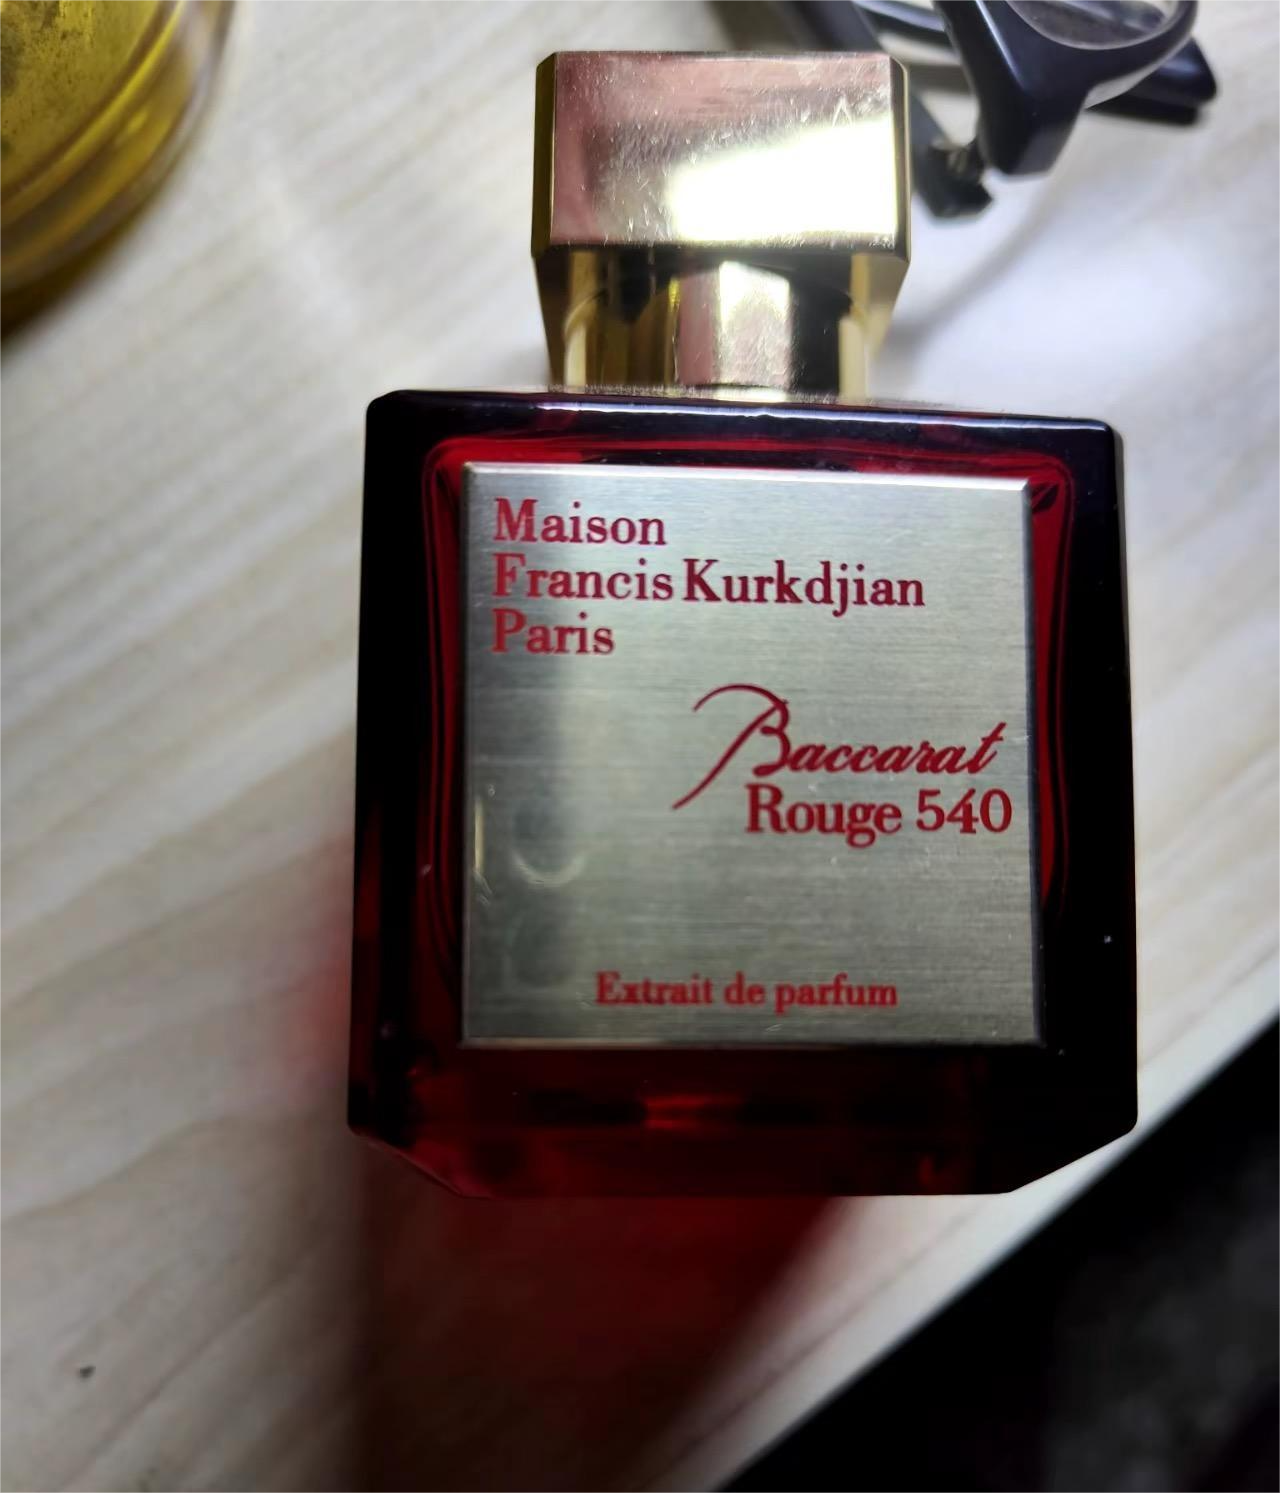 Maison
Francis Kurkdjian
Paris
Baccarat
Rouge 540
Extrait de parfum